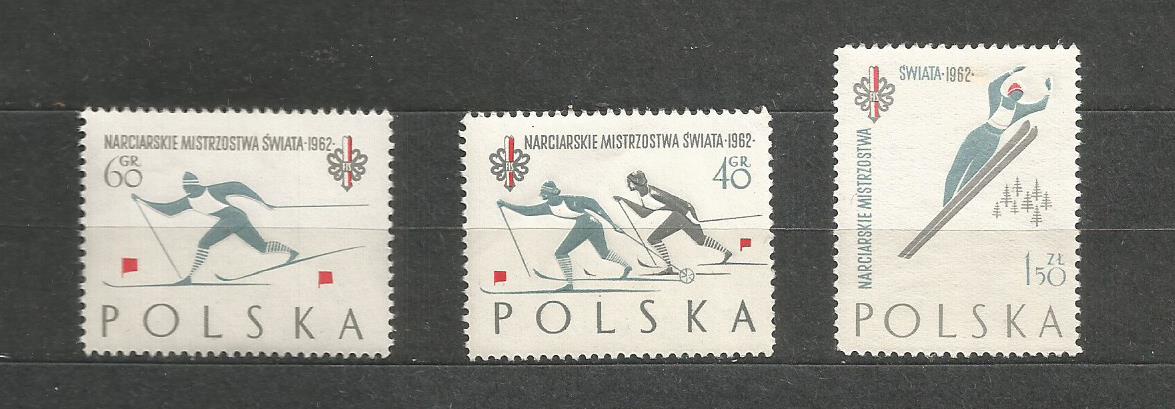 NARCIARSKIE MISTRZOSTWA ŚWIATA·1962·
60 GR
FIS
POLSKA
NARCIARSKIE MISTRZOSTWA ŚWIATA·1962·
40 GR
FIS
POLSKA
NARCIARSKIE MISTRZOSTWA
ŚWIATA·1962·
FIS
1 50 ZŁ
POLSKA